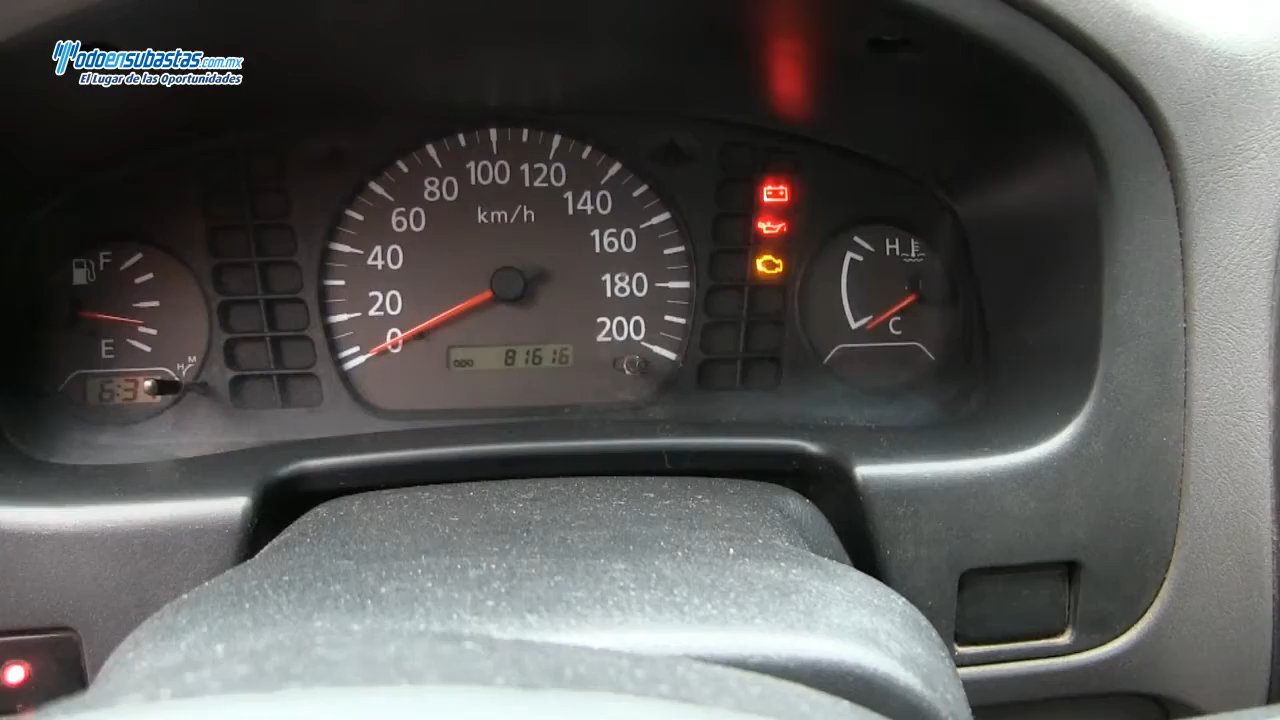 Todoensubastas.com.mx
El Lugar de las Oportunidades
100
120
80
140
60
km/h
160
40
180
20
200
0
ODO 81616
F
E
H M
H
C